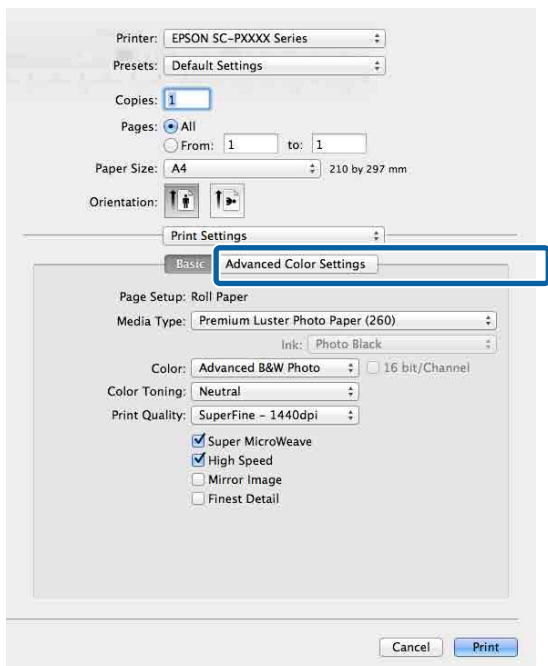 Printer: EPSON SC-PXXXX Series
Presets: Default Settings
Copies: 1
Pages: All
From: 1 to: 1
Paper Size: A4 210 by 297 mm
Orientation:
Print Settings
Basic Advanced Color Settings
Page Setup: Roll Paper
Media Type: Premium Luster Photo Paper (260)
Ink: Photo Black
Color: Advanced B&W Photo 16 bit/Channel
Color Toning: Neutral
Print Quality: SuperFine - 1440dpi
Super MicroWeave
High Speed
Mirror Image
Finest Detail
Cancel Print